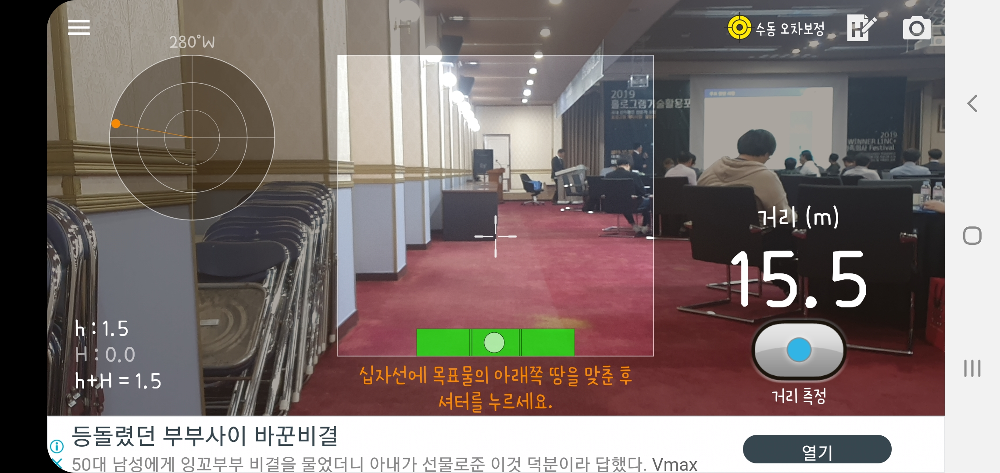 280°W
수동 오차보정
2019
홀로그램기술활용포
2019
WINNER LINC+
Festival
거리 (m)
15.5
h : 1.5
H : 0.0
h+H = 1.5
거리 측정
십자선에 목표물의 아래쪽 땅을 맞춘 후
셔터를 누르세요.
등돌렸던 부부사이 바꾼비결
50대 남성에게 잉꼬부부 비결을 물었더니 아내가 선물로준 이것 덕분이라 답했다. Vmax
열기